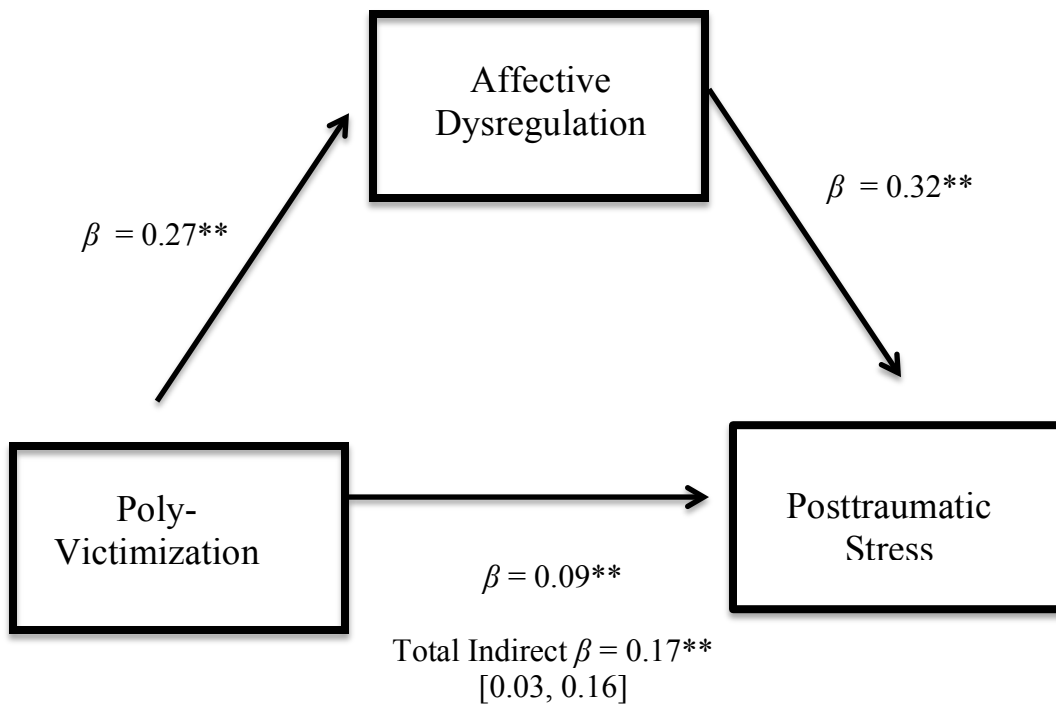 Affective
Dysregulation
β = 0.27**
β = 0.32**
Poly-
Victimization
Posttraumatic
Stress
β = 0.09**
Total Indirect β = 0.17**
[0.03, 0.16]